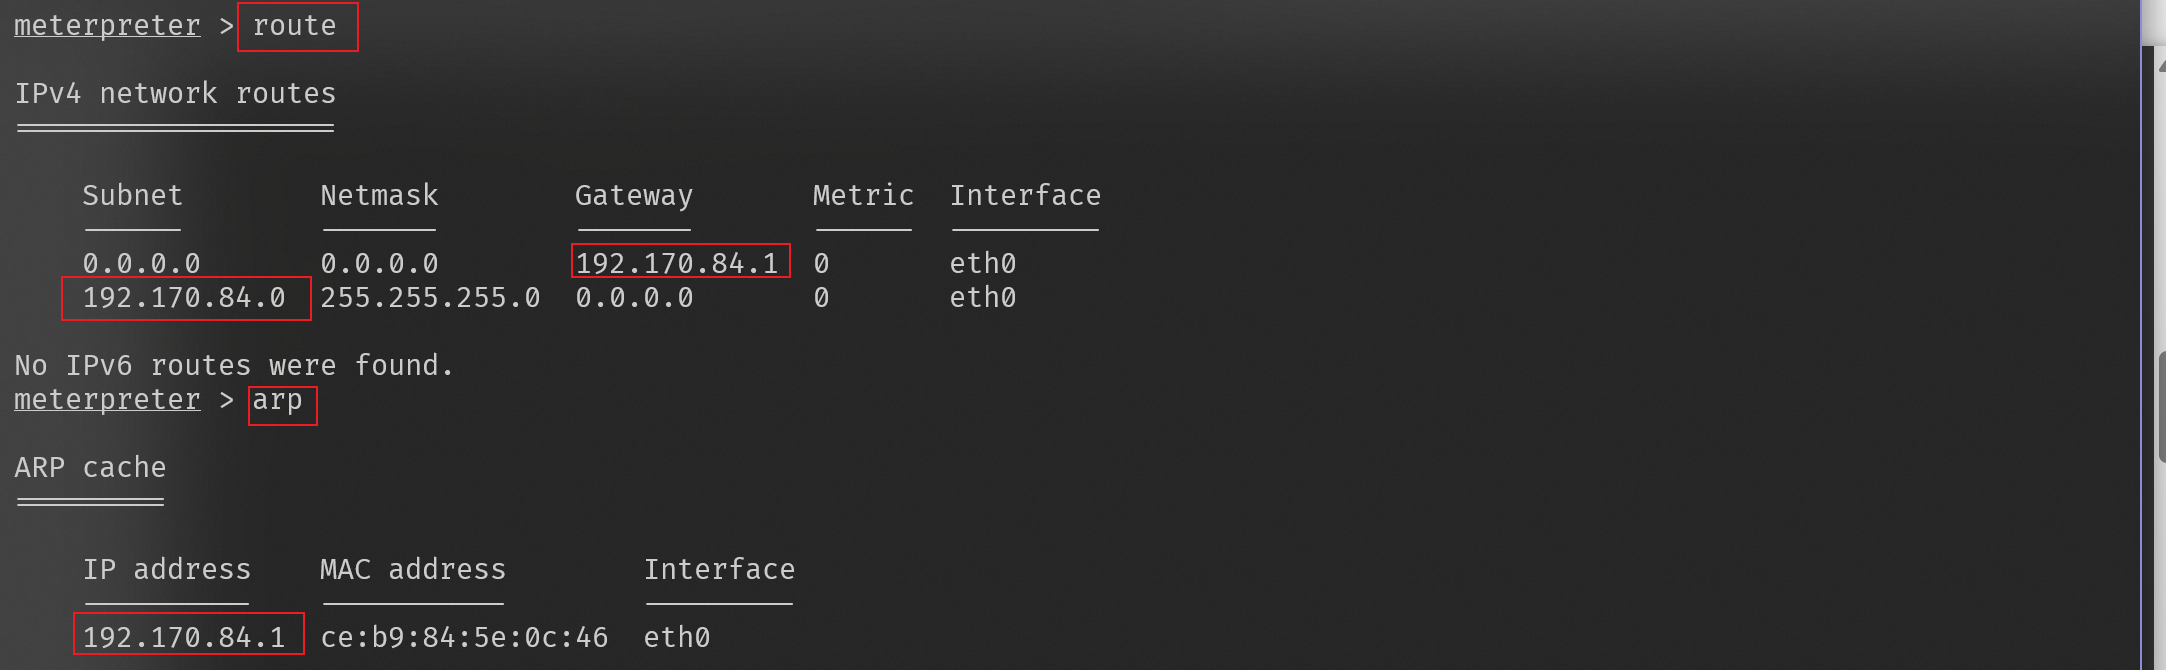 meterpreter > route
IPv4 network routes
Subnet Netmask Gateway Metric Interface
0.0.0.0 0.0.0.0 192.170.84.1 0 eth0
192.170.84.0 255.255.255.0 0.0.0.0 0 eth0
No IPv6 routes were found.
meterpreter > arp
ARP cache
IP address MAC address Interface
192.170.84.1 ce:b9:84:5e:0c:46 eth0